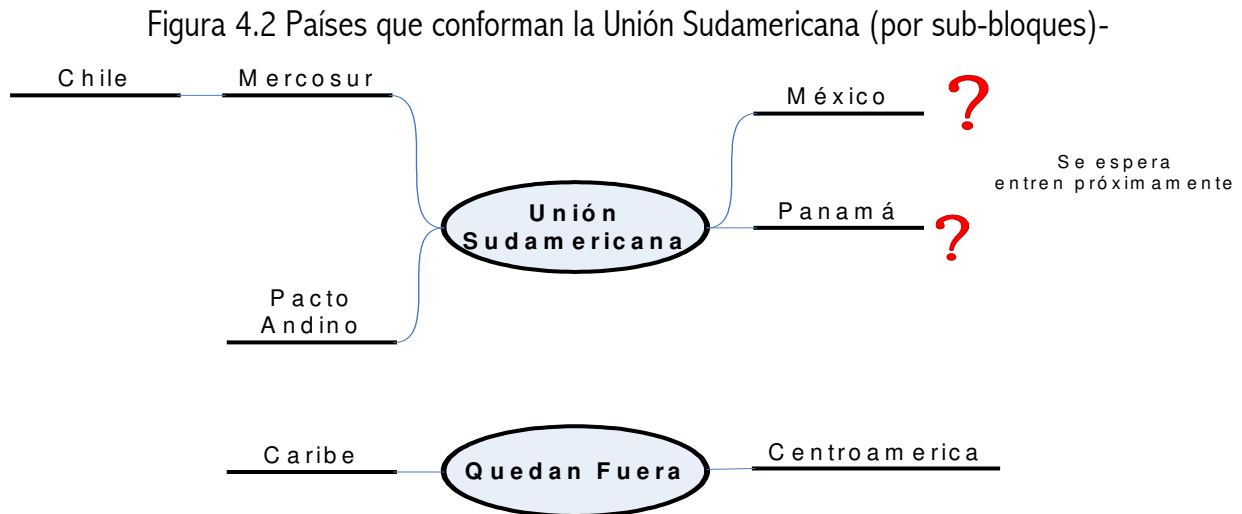 Figura 4.2 Países que conforman la Unión Sudamericana (por sub-bloques)-
Chile
Mercosur
México
?
Se espera
entren próximamente
Unión
Sudamericana
Panamá
?
Pacto
Andino
Caribe
Quedan Fuera
Centroamerica